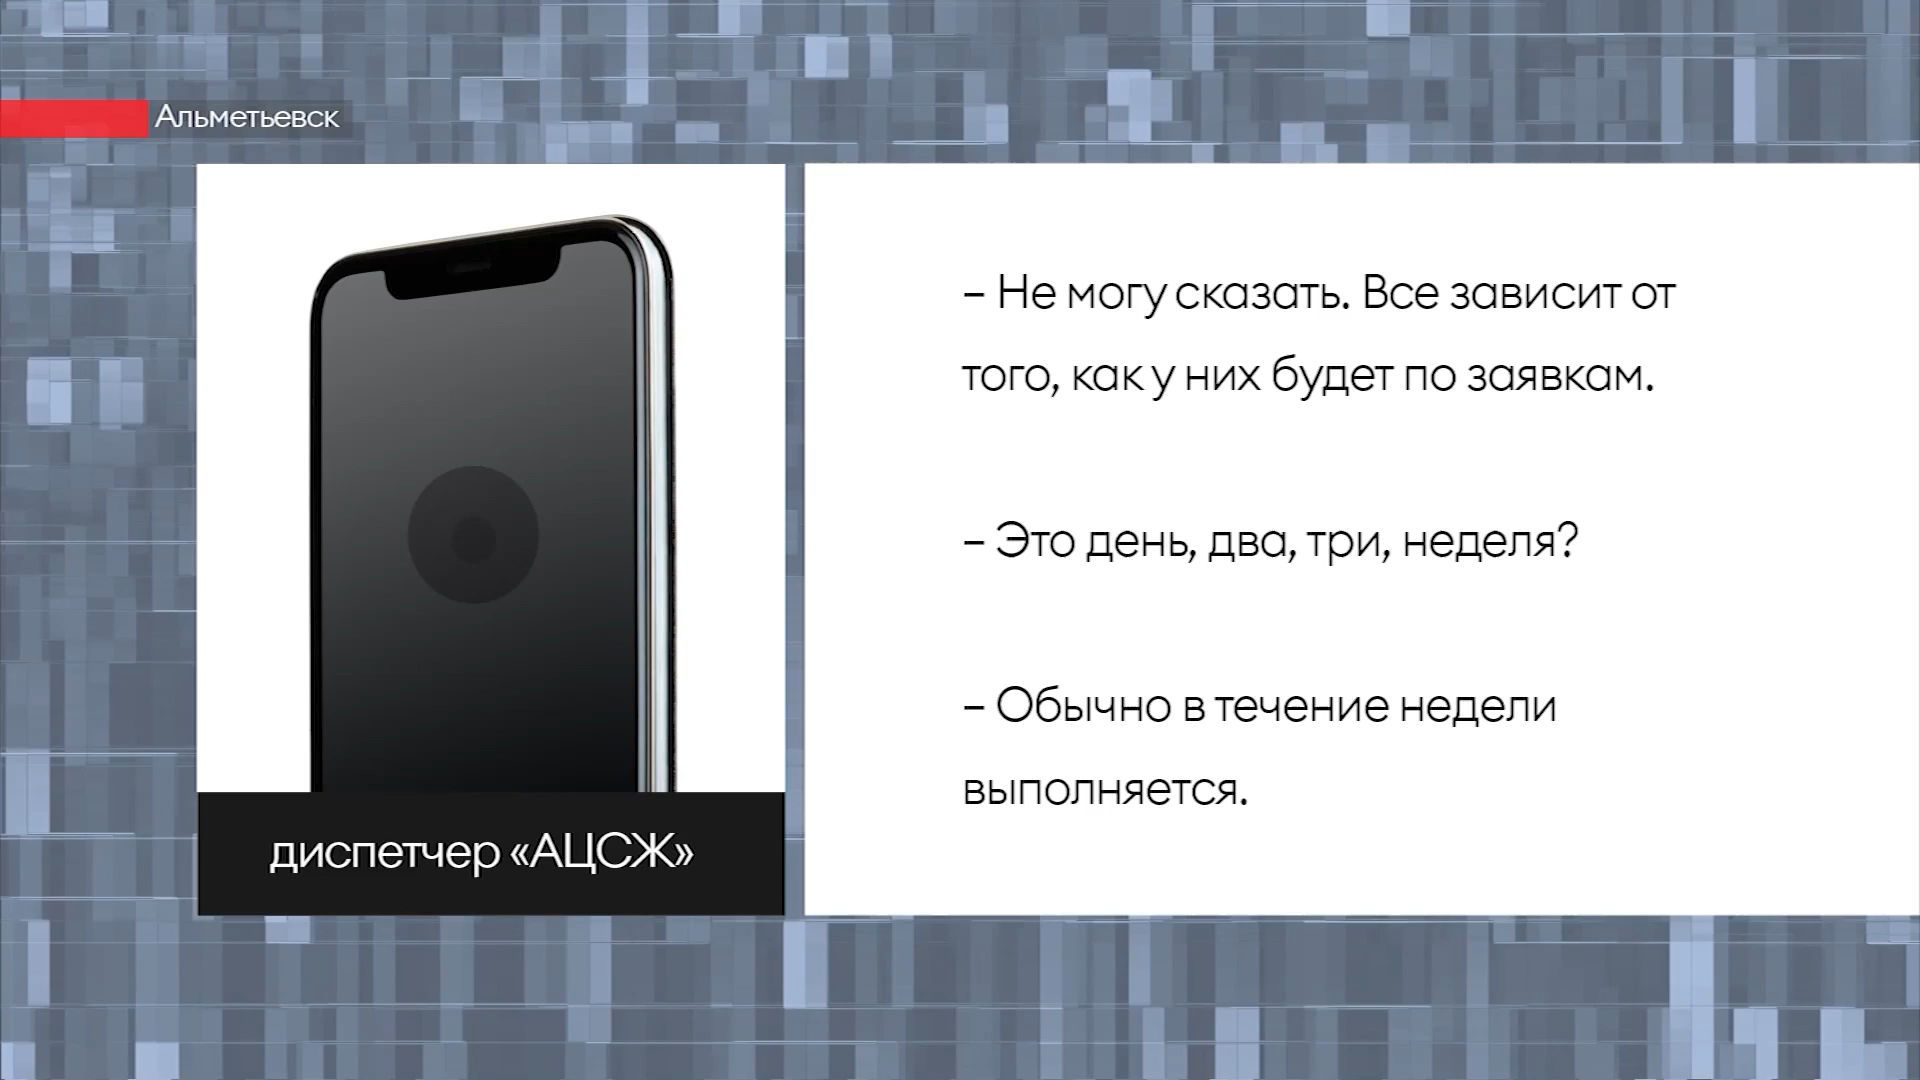 Альметьевск
– Не могу сказать. Все зависит от
того, как у них будет по заявкам.
– Это день, два, три, неделя?
– Обычно в течение недели
выполняется.
диспетчер «АЦСЖ»